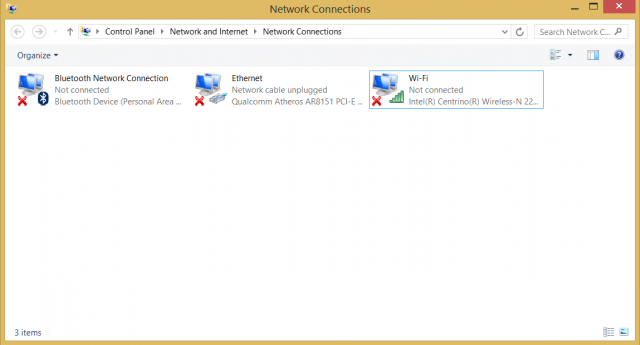 Network Connections
Control Panel Network and Internet Network Connections
Search Network C...
Organize
Bluetooth Network Connection
Not connected
Bluetooth Device (Personal Area ...
Ethernet
Network cable unplugged
Qualcomm Atheros AR8151 PCI-E ...
Wi-Fi
Not connected
Intel(R) Centrino(R) Wireless-N 22...
3 items